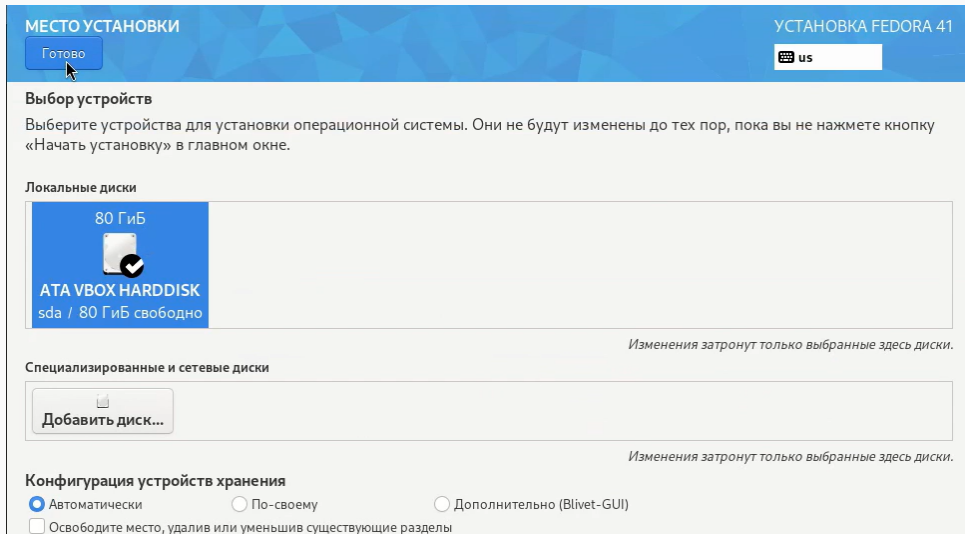 МЕСТО УСТАНОВКИ
УСТАНОВКА FEDORA 41
Готово
us
Выбор устройств
Выберите устройства для установки операционной системы. Они не будут изменены до тех пор, пока вы не нажмете кнопку
«Начать установку» в главном окне.
Локальные диски
80 ГиБ
ATA VBOX HARDDISK
sda / 80 ГиБ свободно
Изменения затронут только выбранные здесь диски.
Специализированные и сетевые диски
Добавить диск...
Изменения затронут только выбранные здесь диски.
Конфигурация устройств хранения
Автоматически
По-своему
Дополнительно (Blivet-GUI)
Освободите место, удалив или уменьшив существующие разделы